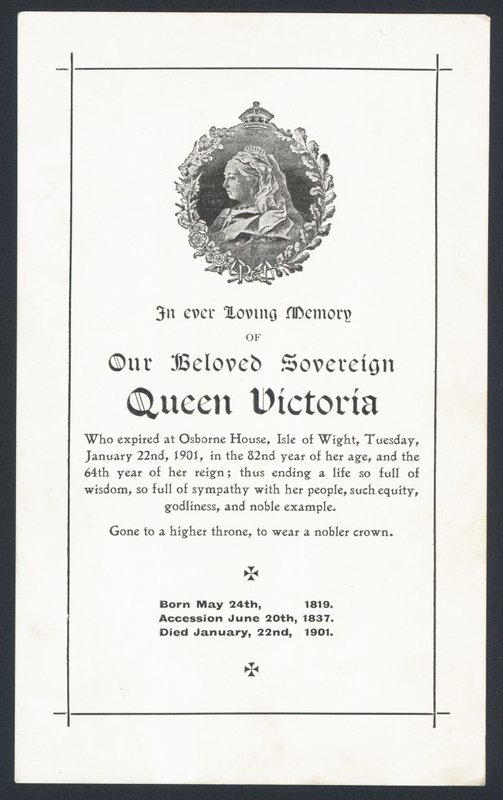 In ever Loving Memory
OF
Our Beloved Sovereign
Queen Victoria
Who expired at Osborne House, Isle of Wight, Tuesday,
January 22nd, 1901, in the 82nd year of her age, and the
64th year of her reign; thus ending a life so full of
wisdom, so full of sympathy with her people, such equity,
godliness, and noble example.
Gone to a higher throne, to wear a nobler crown.
Born May 24th, 1819.
Accession June 20th, 1837.
Died January, 22nd, 1901.